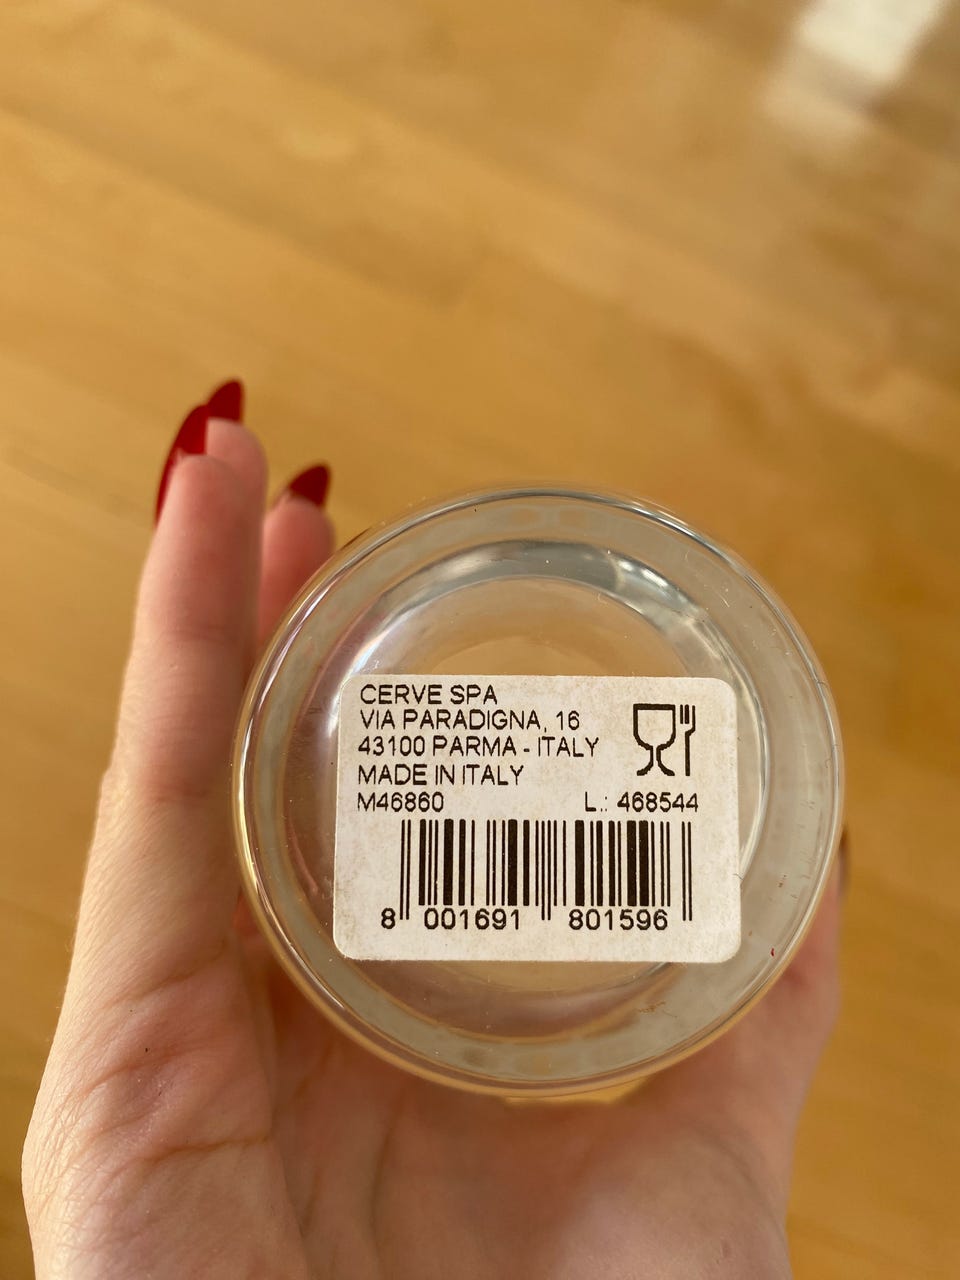 CERVE SPA
VIA PARADIGNA, 16
43100 PARMA - ITALY
MADE IN ITALY
M46860 L.: 468544
8 001691 801596